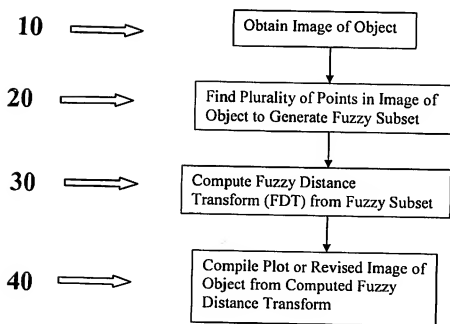 10 Obtain Image of Object
20 Find Plurality of Points in Image of
Object to Generate Fuzzy Subset
30 Compute Fuzzy Distance
Transform (FDT) from Fuzzy Subset
40 Compile Plot or Revised Image of
Object from Computed Fuzzy
Distance Transform